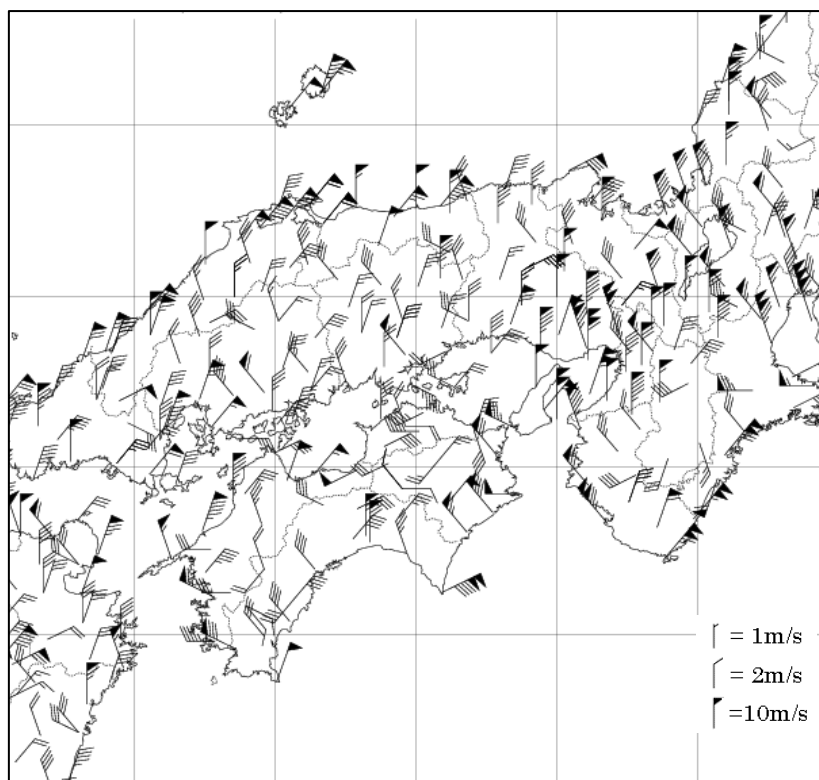 = 1m/s
= 2m/s
=10m/s